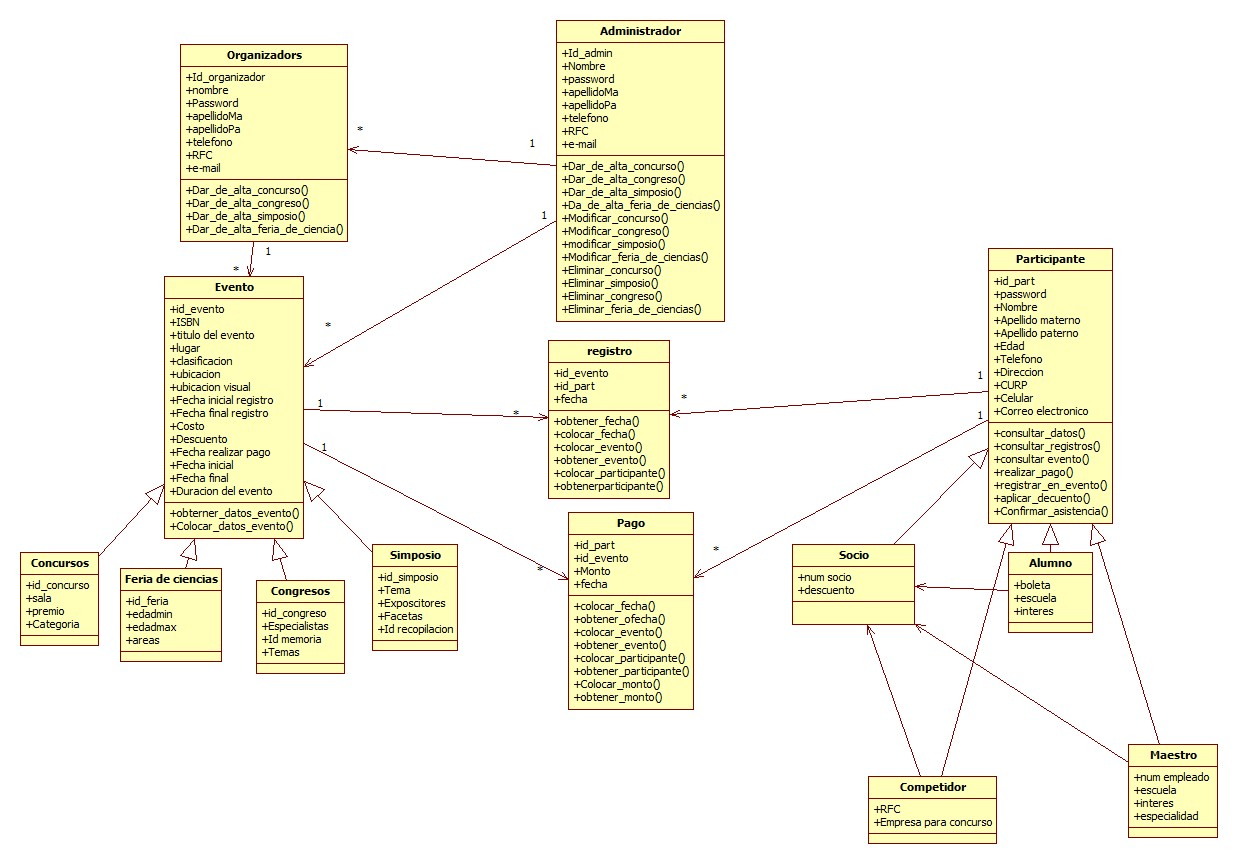 Organizadors
+Id_organizador
+nombre
+Password
+apellidoMa
+apellidoPa
+telefono
+RFC
+e-mail
+Dar_de_alta_concurso()
+Dar_de_alta_congreso()
+Dar_de_alta_simposio()
+Dar_de_alta_feria_de_ciencia()
Administrador
+Id_admin
+Nombre
+password
+apellidoMa
+apellidoPa
+telefono
+RFC
+e-mail
+Dar_de_alta_concurso()
+Dar_de_alta_congreso()
+Dar_de_alta_simposio()
+Da_de_alta_feria_de_ciencias()
+Modificar_concurso()
+Modificar_congreso()
+modificar_simposio()
+Modificar_feria_de_ciencias()
+Eliminar_concurso()
+Eliminar_simposio()
+Eliminar_congreso()
+Eliminar_feria_de_ciencias()
*
1
1
*
1
*
Evento
+id_evento
+ISBN
+titulo del evento
+lugar
+clasificacion
+ubicacion
+ubicacion visual
+Fecha inicial registro
+Fecha final registro
+Costo
+Descuento
+Fecha realizar pago
+Fecha inicial
+Fecha final
+Duracion del evento
+obterner_datos_evento()
+Colocar_datos_evento()
1
*
1
*
registro
+id_evento
+id_part
+fecha
+obtener_fecha()
+colocar_fecha()
+colocar_evento()
+obtener_evento()
+colocar_participante()
+obtenerparticipante()
*
1
1
*
Participante
+id_part
+password
+Nombre
+Apellido materno
+Apellido paterno
+Edad
+Telefono
+Direccion
+CURP
+Celular
+Correo electronico
+consultar_datos()
+consultar_registros()
+consultar evento()
+realizar_pago()
+registrar_en_evento()
+aplicar_decuento()
+Confirmar_asistencia()
Pago
+id_part
+id_evento
+Monto
+fecha
+colocar_fecha()
+obtener_ofecha()
+colocar_evento()
+obtener_evento()
+colocar_participante()
+obtener_participante()
+Colocar_monto()
+obtener_monto()
Concursos
+id_concurso
+sala
+premio
+Categoria
Feria de ciencias
+id_feria
+edadmin
+edadmax
+areas
Congresos
+id_congreso
+Especialistas
+Id memoria
+Temas
Simposio
+id_simposio
+Tema
+Exposcitores
+Facetas
+Id recopilacion
Socio
+num socio
+descuento
Alumno
+boleta
+escuela
+interes
Competidor
+RFC
+Empresa para concurso
Maestro
+num empleado
+escuela
+interes
+especialidad